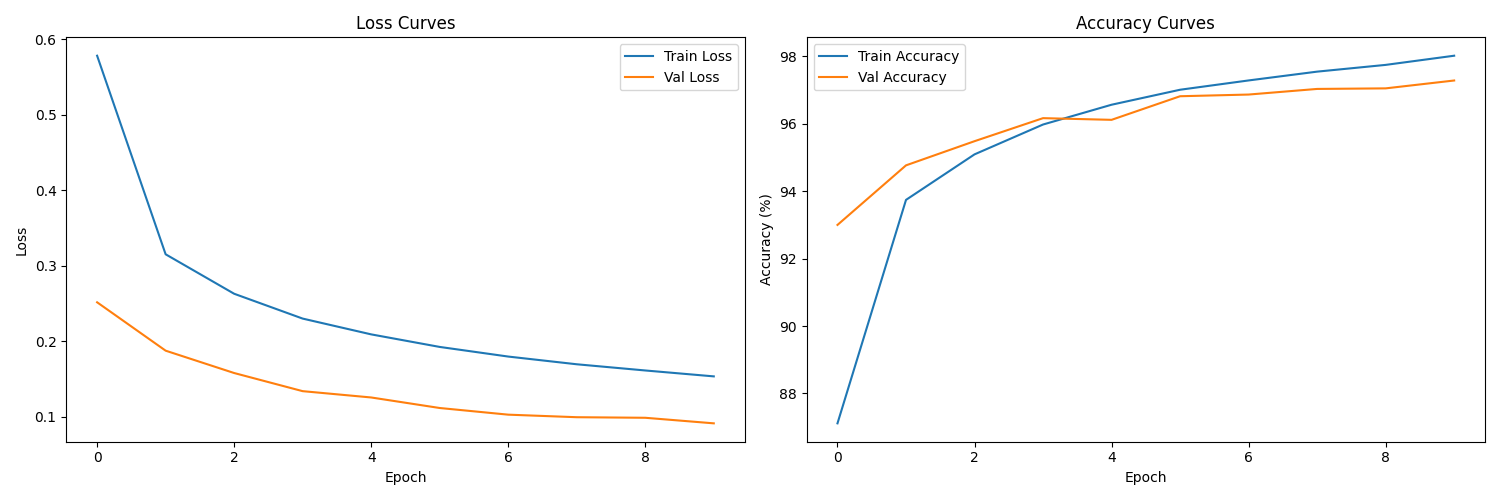 Loss Curves
0.6
0.5
0.4
0.3
0.2
0.1
Loss
Train Loss
Val Loss
0 2 4 6 8
Epoch
Accuracy Curves
98
96
94
92
90
88
Accuracy (%)
Train Accuracy
Val Accuracy
0 2 4 6 8
Epoch